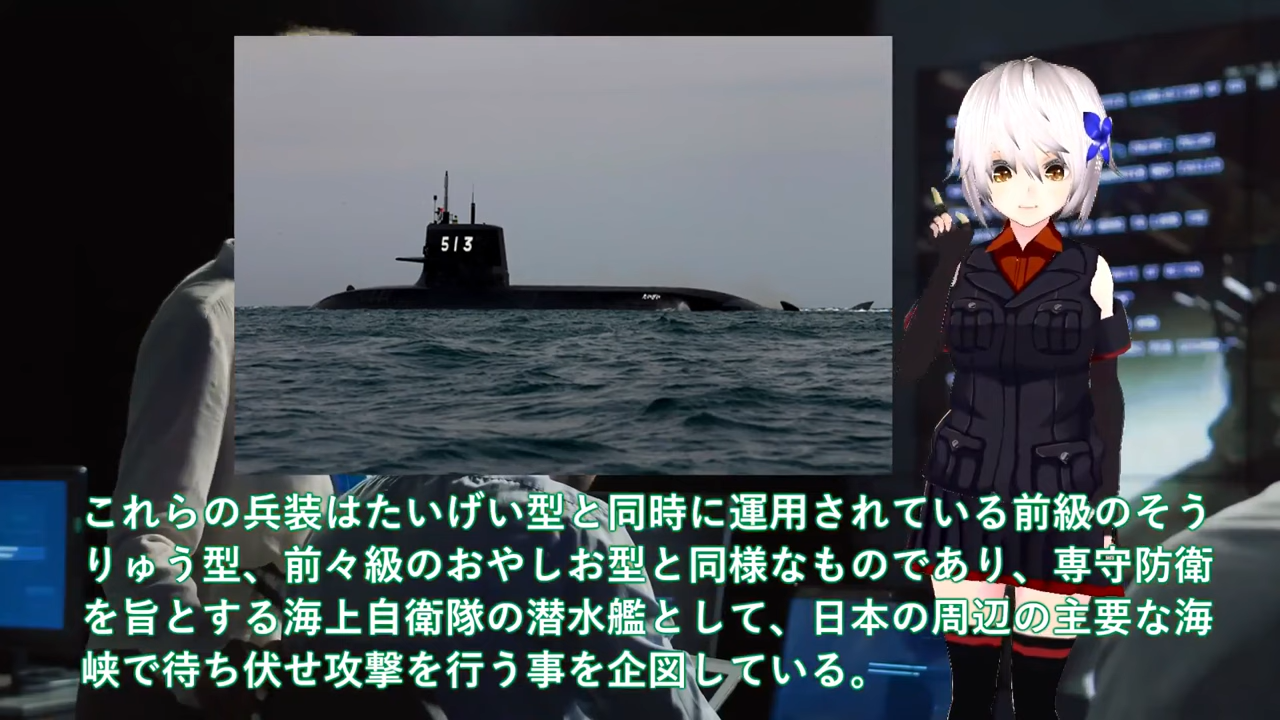 513
たいげい
これらの兵装はたいげい型と同時に運用されている前級のそう
りゅう型、前々級のおやしお型と同様なものであり、専守防衛
を旨とする海上自衛隊の潜水艦として、日本の周辺の主要な海
峡で待ち伏せ攻撃を行う事を企図している。